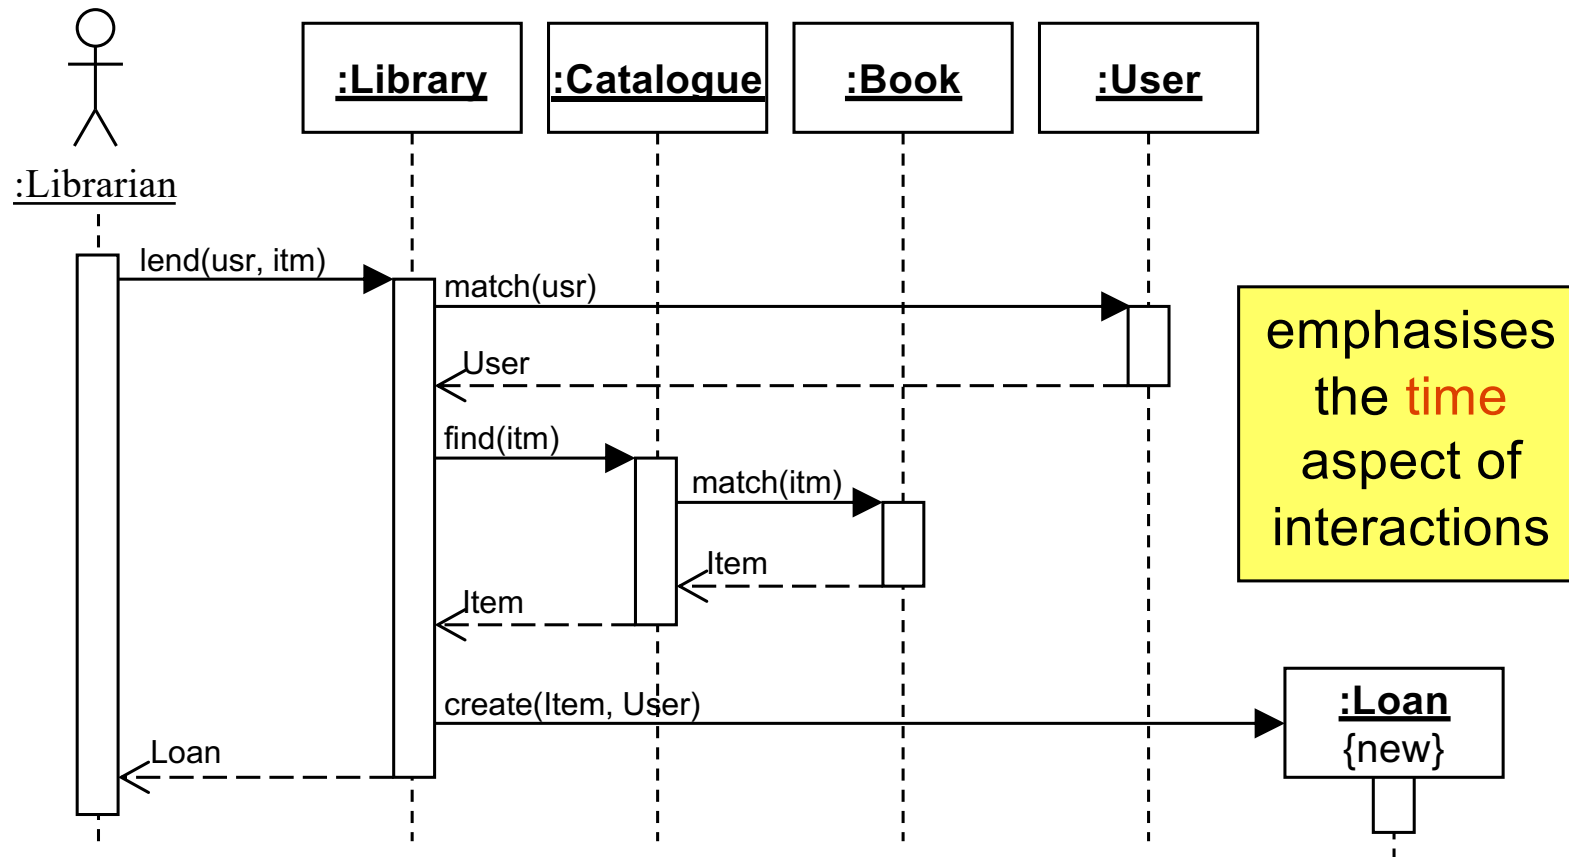 :Library
:Catalogue
:Book
:User
:Librarian
lend(usr, itm)
match(usr)
User
find(itm)
match(itm)
Item
Item
create(Item, User)
Loan
emphasises
the time
aspect of
interactions
:Loan
{new}